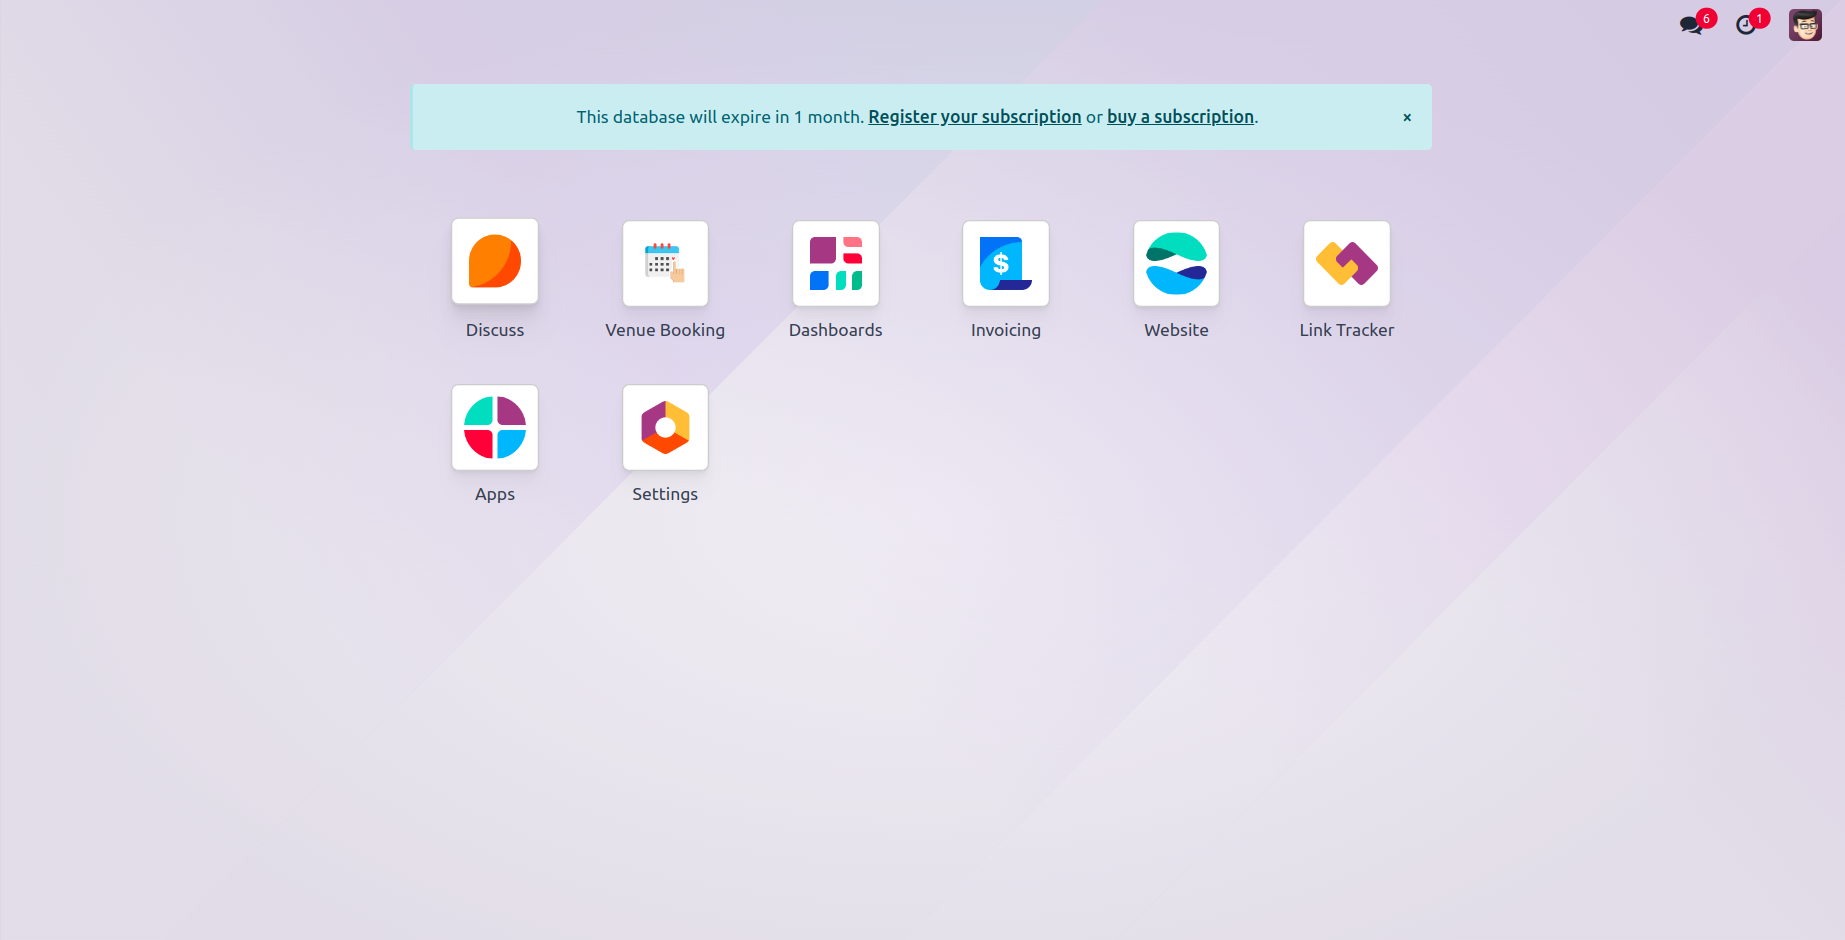 6
1
This database will expire in 1 month. Register your subscription or buy a subscription.
×
Discuss
Venue Booking
Dashboards
$
Invoicing
Website
Link Tracker
Apps
Settings